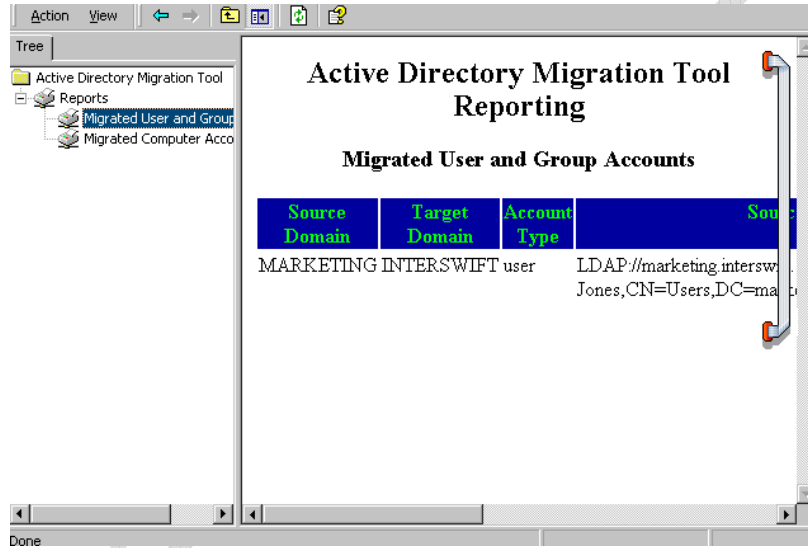 Action View
Tree
Active Directory Migration Tool
Reports
Migrated User and Group
Migrated Computer Acco
Active Directory Migration Tool
Reporting
Migrated User and Group Accounts
Source Domain Target Domain Account Type Sourc
MARKETING INTERSWIFT user LDAP://marketing.intersw
Jones,CN=Users,DC=ma
Done